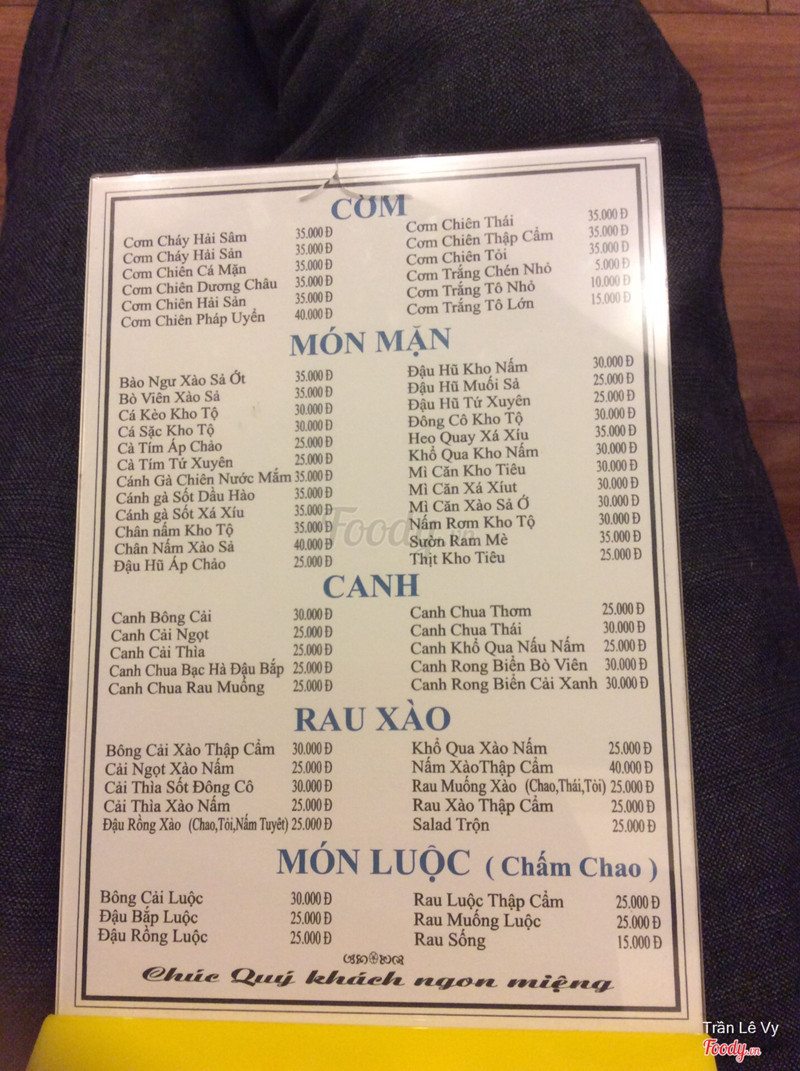 CƠM
Cơm Cháy Hải Sâm 35.000 Đ
Cơm Cháy Hải Sản 35.000 Đ
Cơm Chiên Cá Mặn 35.000 Đ
Cơm Chiên Dương Châu 35.000 Đ
Cơm Chiên Hải Sản 35.000 Đ
Cơm Chiên Pháp Uyển 40.000 Đ
Cơm Chiên Thái 35.000 Đ
Cơm Chiên Thập Cẩm 35.000 Đ
Cơm Chiên Tỏi 35.000 Đ
Cơm Trắng Chén Nhỏ 5.000 Đ
Cơm Trắng Tô Nhỏ 10.000 Đ
Cơm Trắng Tô Lớn 15.000 Đ
MÓN MẶN
Bào Ngư Xào Sả Ớt 35.000 Đ
Bò Viên Xào Sả 35.000 Đ
Cá Kèo Kho Tộ 30.000 Đ
Cá Sặc Kho Tộ 30.000 Đ
Cà Tím Áp Chảo 25.000 Đ
Cà Tím Tứ Xuyên 25.000 Đ
Cánh Gà Chiên Nước Mắm 35.000 Đ
Cánh gà Sốt Dầu Hào 35.000 Đ
Cánh gà Sốt Xá Xíu 35.000 Đ
Chân nấm Kho Tộ 35.000 Đ
Chân Nấm Xào Sả 40.000 Đ
Đậu Hũ Áp Chảo 25.000 Đ
Đậu Hũ Kho Nấm 30.000 Đ
Đậu Hũ Muối Sả 25.000 Đ
Đậu Hũ Tứ Xuyên 25.000 Đ
Đông Cô Kho Tộ 30.000 Đ
Heo Quay Xá Xíu 35.000 Đ
Khổ Qua Kho Nấm 30.000 Đ
Mì Căn Kho Tiêu 30.000 Đ
Mì Căn Xá Xíut 30.000 Đ
Mì Căn Xào Sả Ớ 30.000 Đ
Nấm Rơm Kho Tộ 30.000 Đ
Sườn Ram Mè 35.000 Đ
Thịt Kho Tiêu 25.000 Đ
CANH
Canh Bông Cải 30.000 Đ
Canh Cải Ngọt 25.000 Đ
Canh Cải Thìa 25.000 Đ
Canh Chua Bạc Hà Đậu Bắp 25.000 Đ
Canh Chua Rau Muống 25.000 Đ
Canh Chua Thơm 25.000 Đ
Canh Chua Thái 30.000 Đ
Canh Khổ Qua Nấu Nấm 25.000 Đ
Canh Rong Biển Bò Viên 30.000 Đ
Canh Rong Biển Cải Xanh 30.000 Đ
RAU XÀO
Bông Cải Xào Thập Cẩm 30.000 Đ
Cải Ngọt Xào Nấm 25.000 Đ
Cải Thìa Sốt Đông Cô 30.000 Đ
Cải Thìa Xào Nấm 25.000 Đ
Đậu Rồng Xào (Chao,Tỏi,Nấm Tuyết) 25.000 Đ
Khổ Qua Xào Nấm 25.000 Đ
Nấm XàoThập Cẩm 40.000 Đ
Rau Muống Xào (Chao,Thái,Tỏi) 25.000 Đ
Rau Xào Thập Cẩm 25.000 Đ
Salad Trộn 25.000 Đ
MÓN LUỘC ( Chấm Chao )
Bông Cải Luộc 30.000 Đ
Đậu Bắp Luộc 25.000 Đ
Đậu Rồng Luộc 25.000 Đ
Rau Luộc Thập Cẩm 25.000 Đ
Rau Muống Luộc 25.000 Đ
Rau Sống 15.000 Đ
Chúc Quý khách ngon miệng
Foody.vn
Trần Lê Vy
Foody.vn